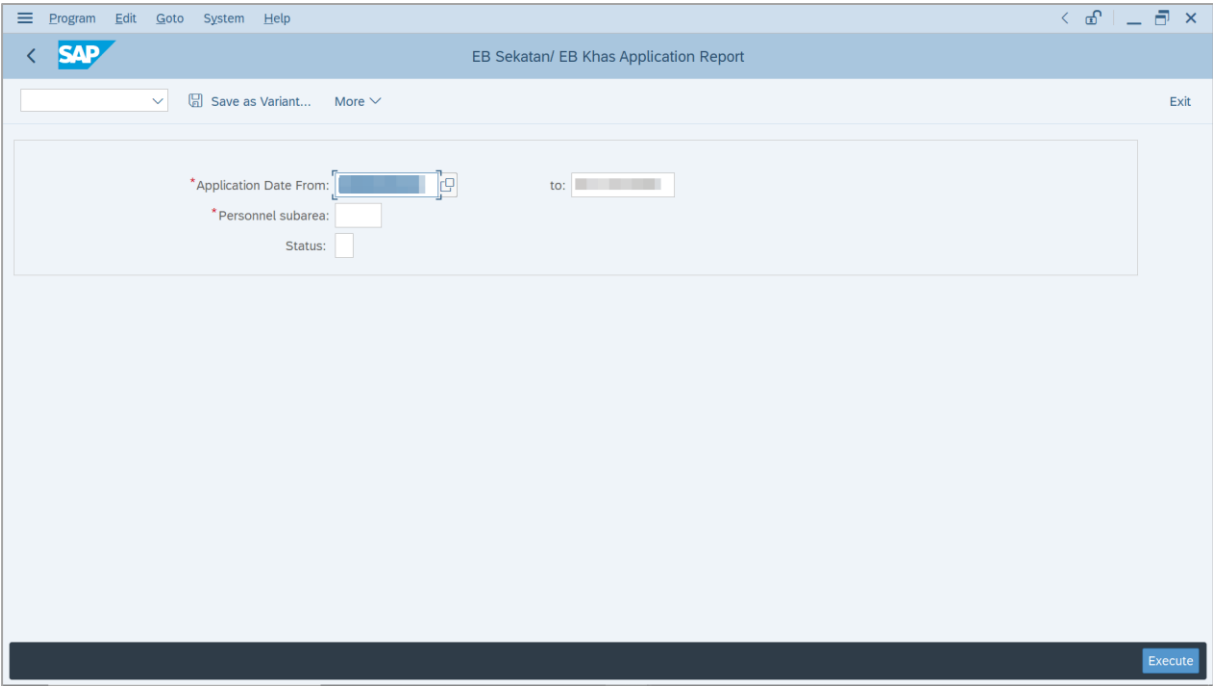 Program Edit Goto System Help
SAP EB Sekatan/ EB Khas Application Report
Save as Variant... More Exit
*Application Date From: to:
*Personnel subarea:
Status:
Execute